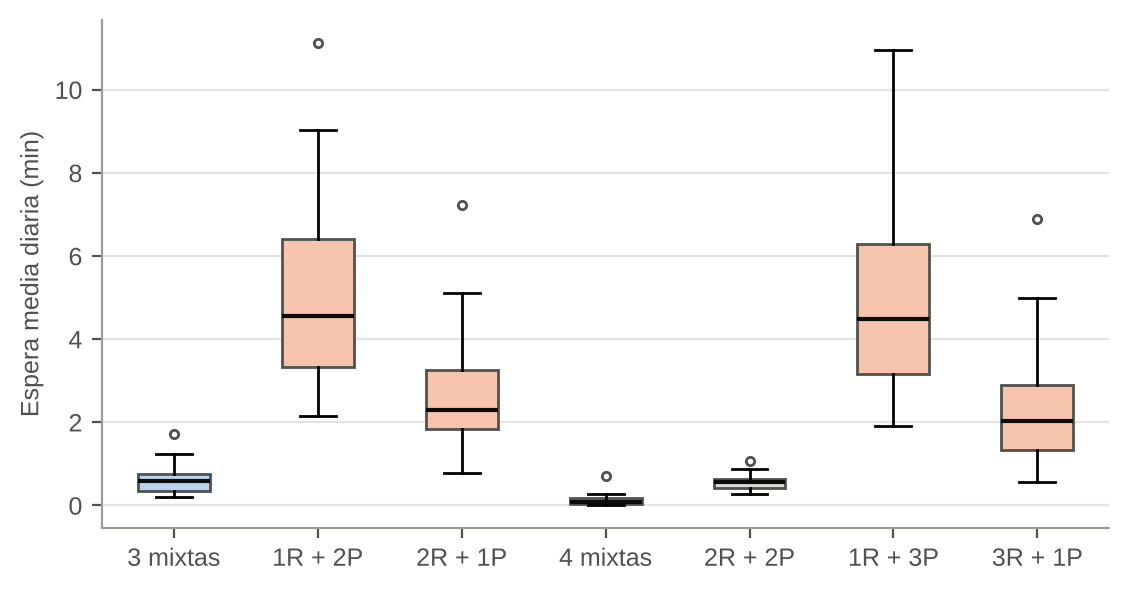 Espera media diaria (min)
10
8
6
4
2
0
3 mixtas
1R + 2P
2R + 1P
4 mixtas
2R + 2P
1R + 3P
3R + 1P